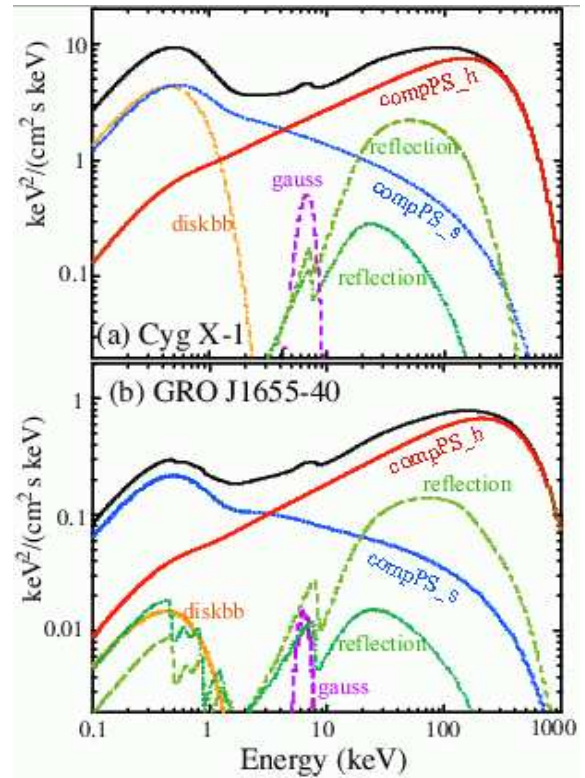 keV²/(cm² s keV)
10
1
0.1
compPS_h
reflection
gauss
diskbb
compPS_s
reflection
(a) Cyg X-1
keV²/(cm² s keV)
1
0.1
0.01
(b) GRO J1655-40
compPS_h
reflection
compPS_s
diskbb
reflection
gauss
0.1 1 10 100 1000
Energy (keV)